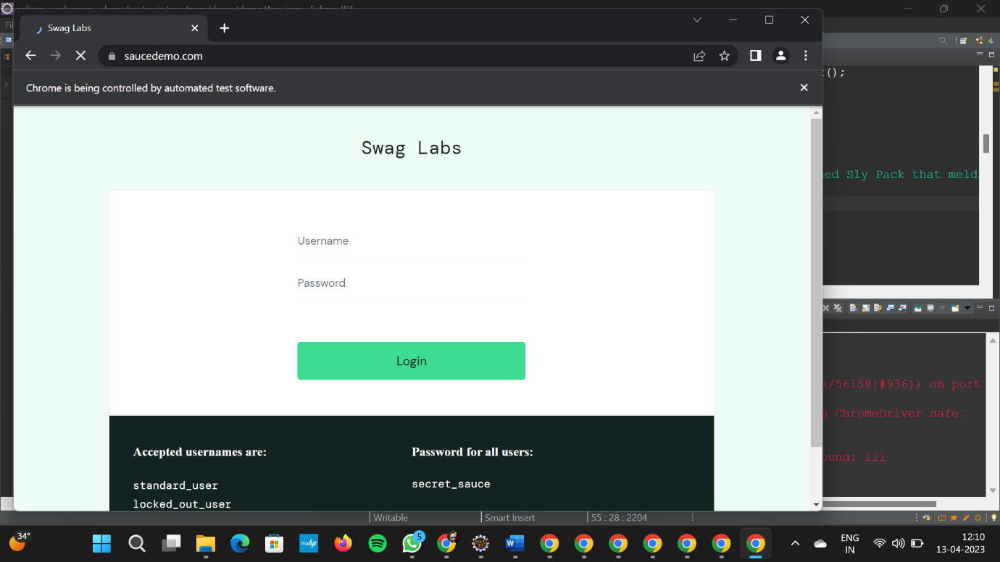 Swag Labs
saucedemo.com
Chrome is being controlled by automated test software.
t();
Swag Labs
Username
Password
Login
Accepted usernames are:
Password for all users:
standard_user
secret_sauce
locked_out_user
Sly Pack that meld
s/5615@{#936}) on port
g ChromeDriver safe.
ound: 111
Writable
Smart Insert
55 : 28 : 2204
34°
myhp
5
ENG
IN
12:10
13-04-2023